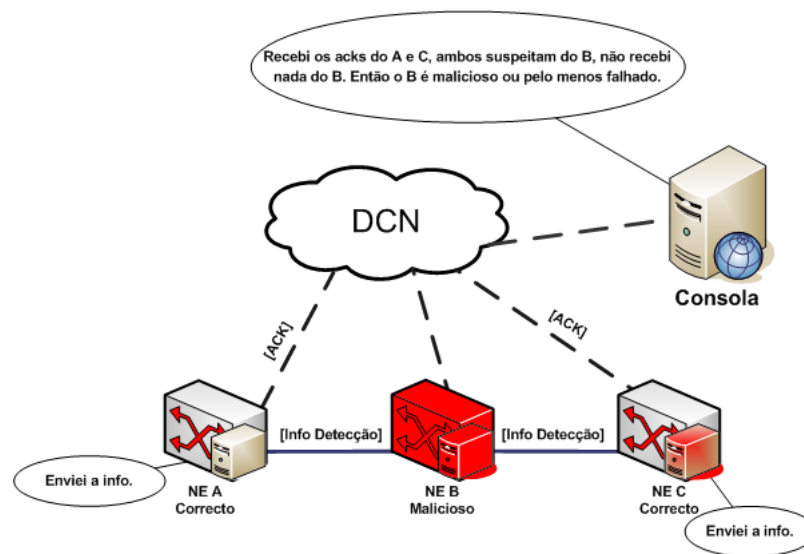 Recebi os acks do A e C, ambos suspeitam do B, não recebi
nada do B. Então o B é malicioso ou pelo menos falhado.
DCN
Consola
[ACK]
[ACK]
[Info Detecção]
[Info Detecção]
Enviei a info.
NE A
Correcto
NE B
Malicioso
NE C
Correcto
Enviei a info.